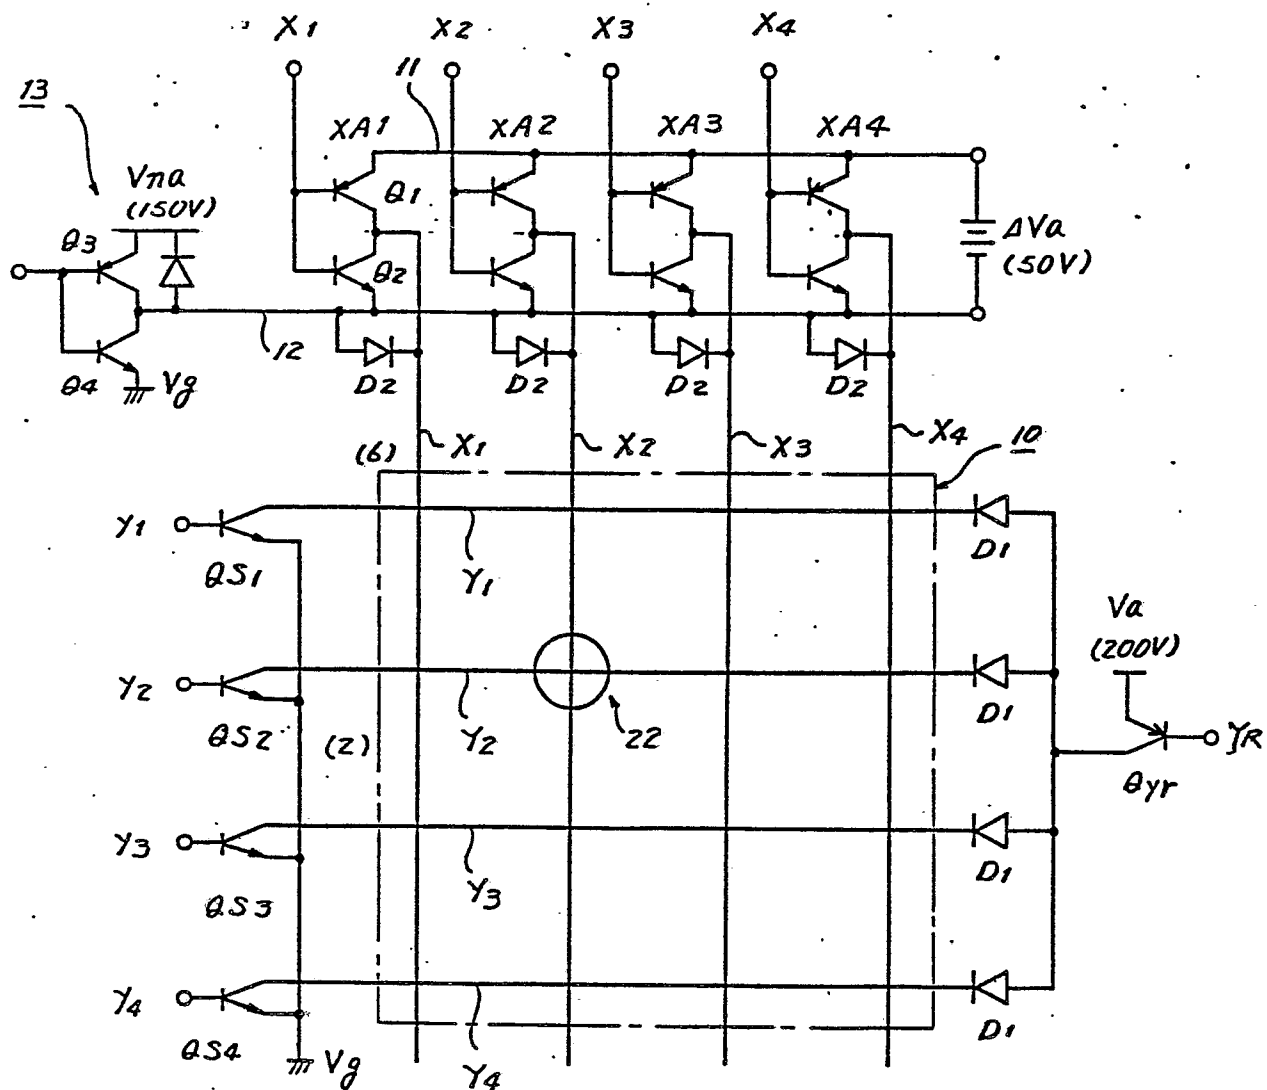 X1 X2 X3 X4
11
13
XA1 XA2 XA3 XA4
Vna
(150V)
Q1
Q3
ΔVa
(50V)
Q2
12
Q4 Vg
D2 D2 D2 D2
X1 X2 X3 X4
10
(6)
Y1
D1
QS1
Y1
Va
(200V)
Y2
D1
QS2
(2)
Y2
22
YR
Qyr
Y3
D1
QS3
Y3
Y4
D1
QS4
Vg
Y4